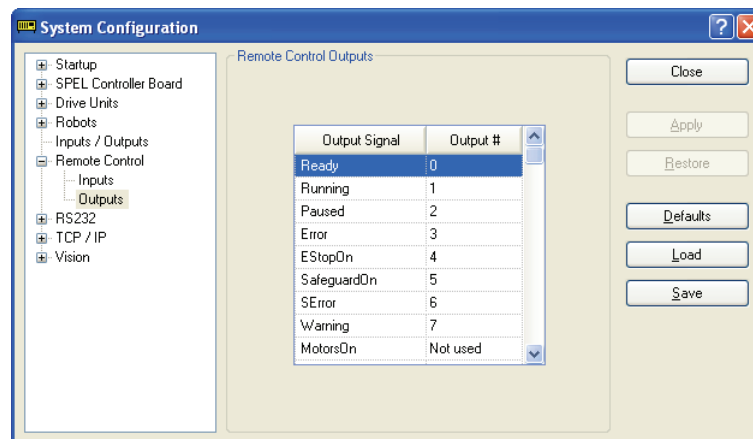 System Configuration
Startup
SPEL Controller Board
Drive Units
Robots
Inputs / Outputs
Remote Control
Inputs
Outputs
RS232
TCP / IP
Vision
Remote Control Outputs
Output Signal Output #
Ready 0
Running 1
Paused 2
Error 3
EStopOn 4
SafeguardOn 5
SError 6
Warning 7
MotorsOn Not used
Close
Apply
Restore
Defaults
Load
Save